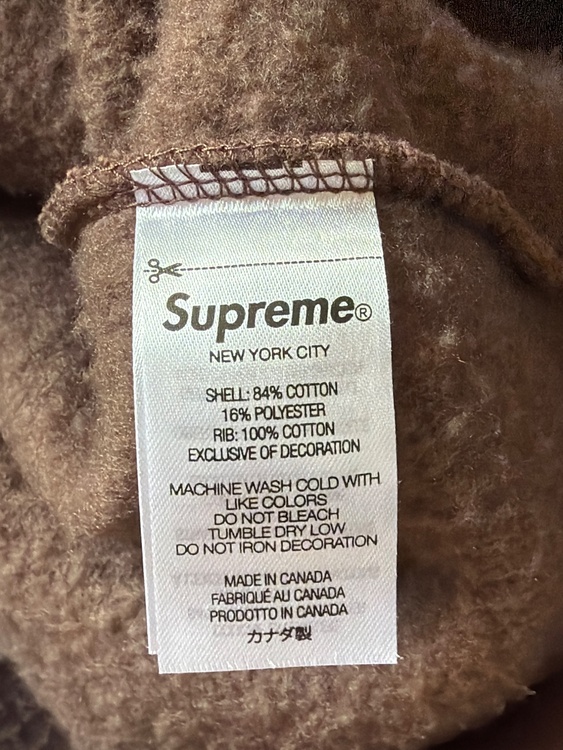 Supreme®
NEW YORK CITY
SHELL: 84% COTTON
16% POLYESTER
RIB: 100% COTTON
EXCLUSIVE OF DECORATION
MACHINE WASH COLD WITH
LIKE COLORS
DO NOT BLEACH
TUMBLE DRY LOW
DO NOT IRON DECORATION
MADE IN CANADA
FABRIQUÉ AU CANADA
PRODOTTO IN CANADA
カナダ製